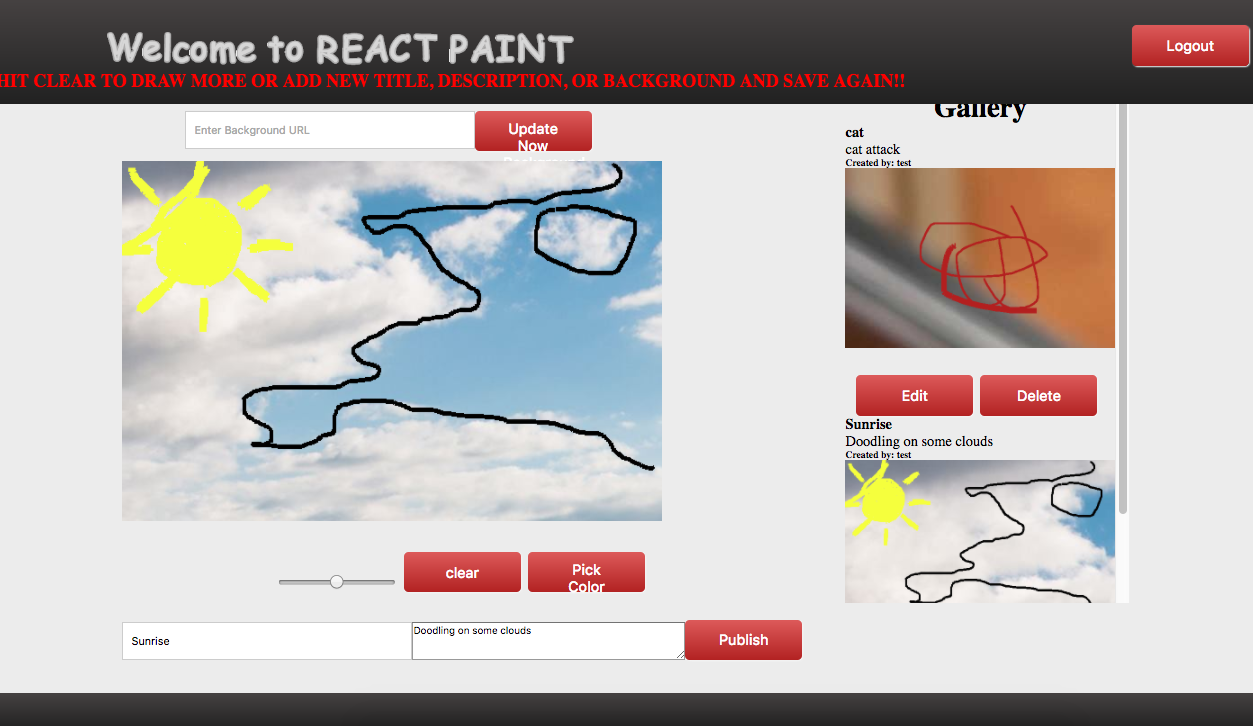 Welcome to REACT PAINT
Logout
HIT CLEAR TO DRAW MORE OR ADD NEW TITLE, DESCRIPTION, OR BACKGROUND AND SAVE AGAIN!!
Enter Background URL
Update
Now
Background
Gallery
cat
cat attack
Created by: test
Edit
Delete
Sunrise
Doodling on some clouds
Created by: test
clear
Pick
Color
Sunrise
Doodling on some clouds
Publish